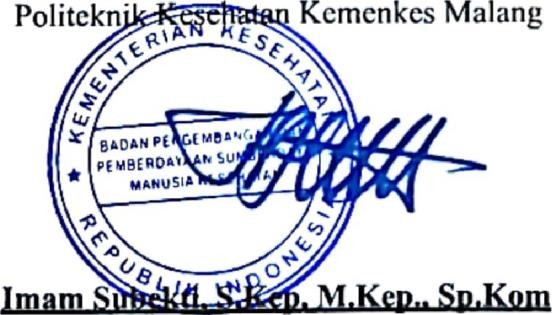 Politeknik Kesehatan Kemenkes Malang
KEMENTERIAN KESEHATAN
BADAN PENGEMBANGAN
PEMBERDAYAAN SUMBER
MANUSIA KESEHATAN
REPUBLIK INDONESIA
Imam Subekti, S.Kep, M.Kep., Sp.Kom